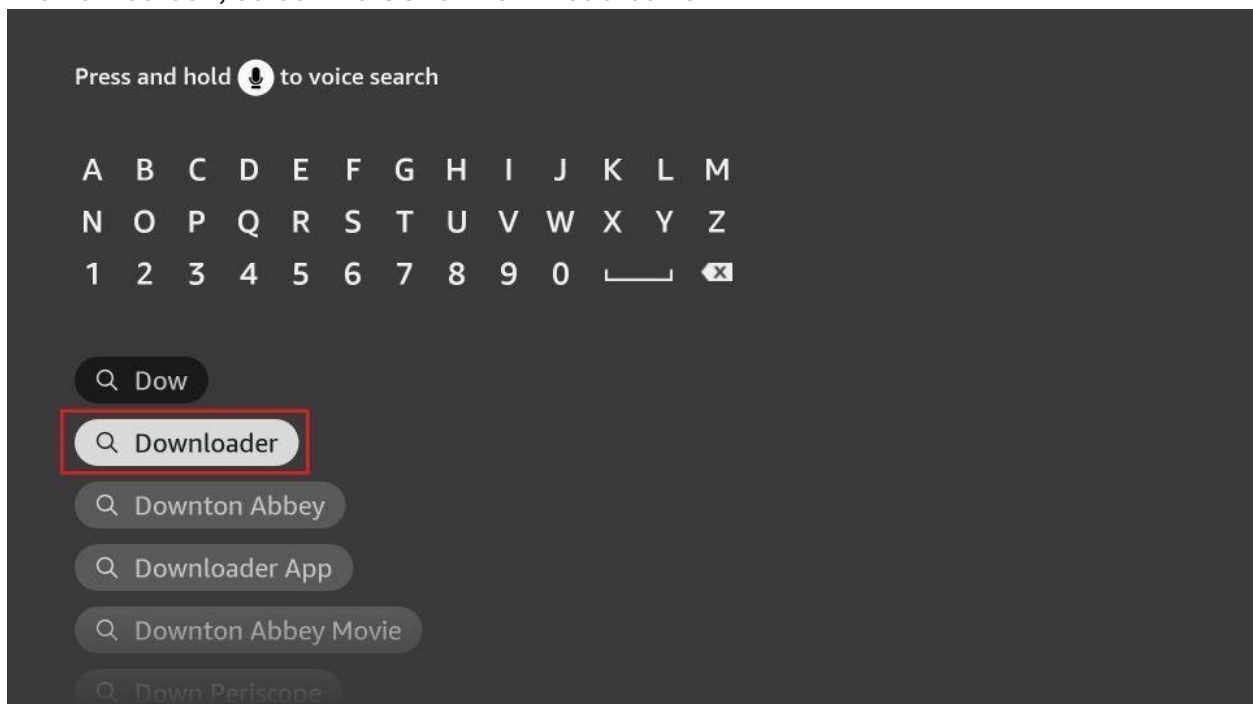 Press and hold to voice search
A B C D E F G H I J K L M
N O P Q R S T U V W X Y Z
1 2 3 4 5 6 7 8 9 0
Dow
Downloader
Downton Abbey
Downloader App
Downton Abbey Movie
Down Periscope